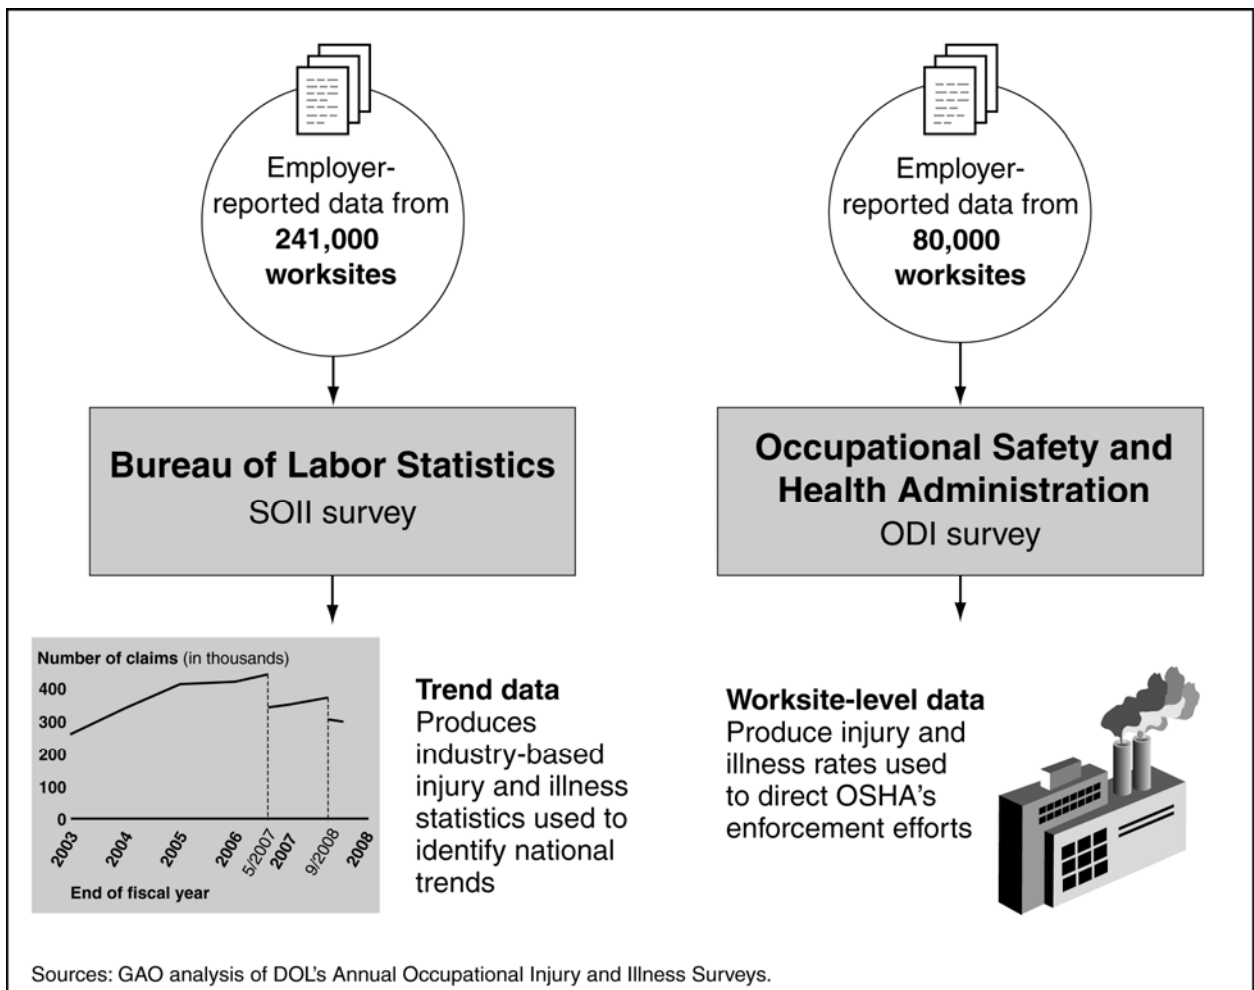 Employer-
reported data from
241,000
worksites
Employer-
reported data from
80,000
worksites
Bureau of Labor Statistics
SOII survey
Occupational Safety and
Health Administration
ODI survey
Number of claims (in thousands)
400
300
200
100
0
2003
2004
2005
2006
5/2007
2007
9/2008
2008
End of fiscal year
Trend data
Produces
industry-based
injury and illness
statistics used to
identify national
trends
Worksite-level data
Produce injury and
illness rates used
to direct OSHA's
enforcement efforts
Sources: GAO analysis of DOL's Annual Occupational Injury and Illness Surveys.